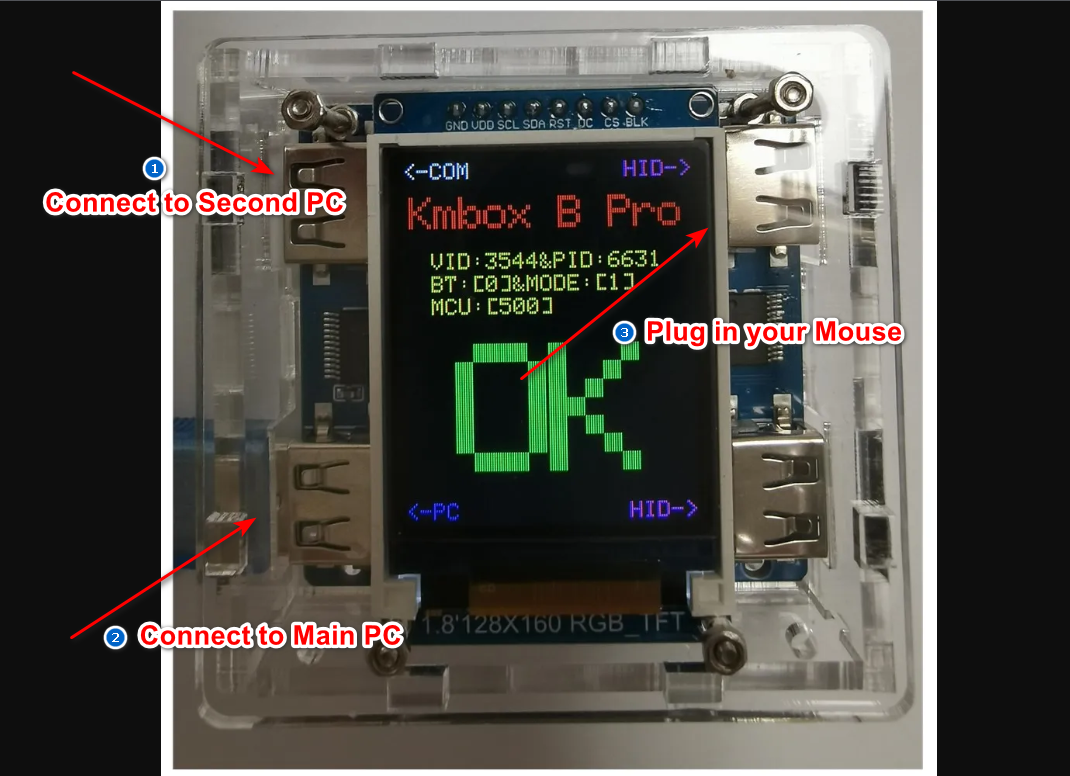 GND VDD SCL SDA RST DC CS BLK
<-COM HID->
Kmbox B Pro
1
Connect to Second PC
VID:3544&PID:6631
BT:[0]&MODE:[1]
MCU:[500]
3 Plug in your Mouse
OK
<-PC HID->
2 Connect to Main PC
1.8'128X160 RGB_TFT